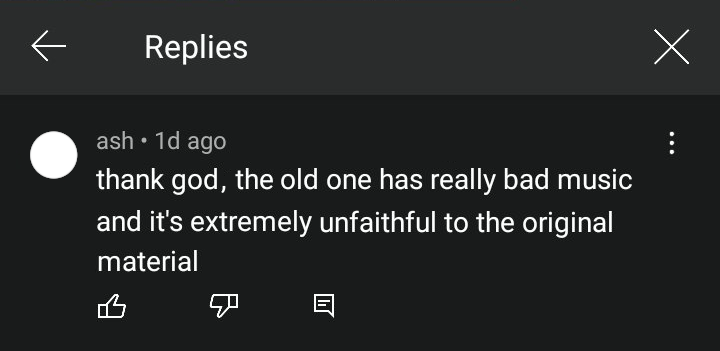 Replies
ash • 1d ago
thank god, the old one has really bad music
and it's extremely unfaithful to the original
material